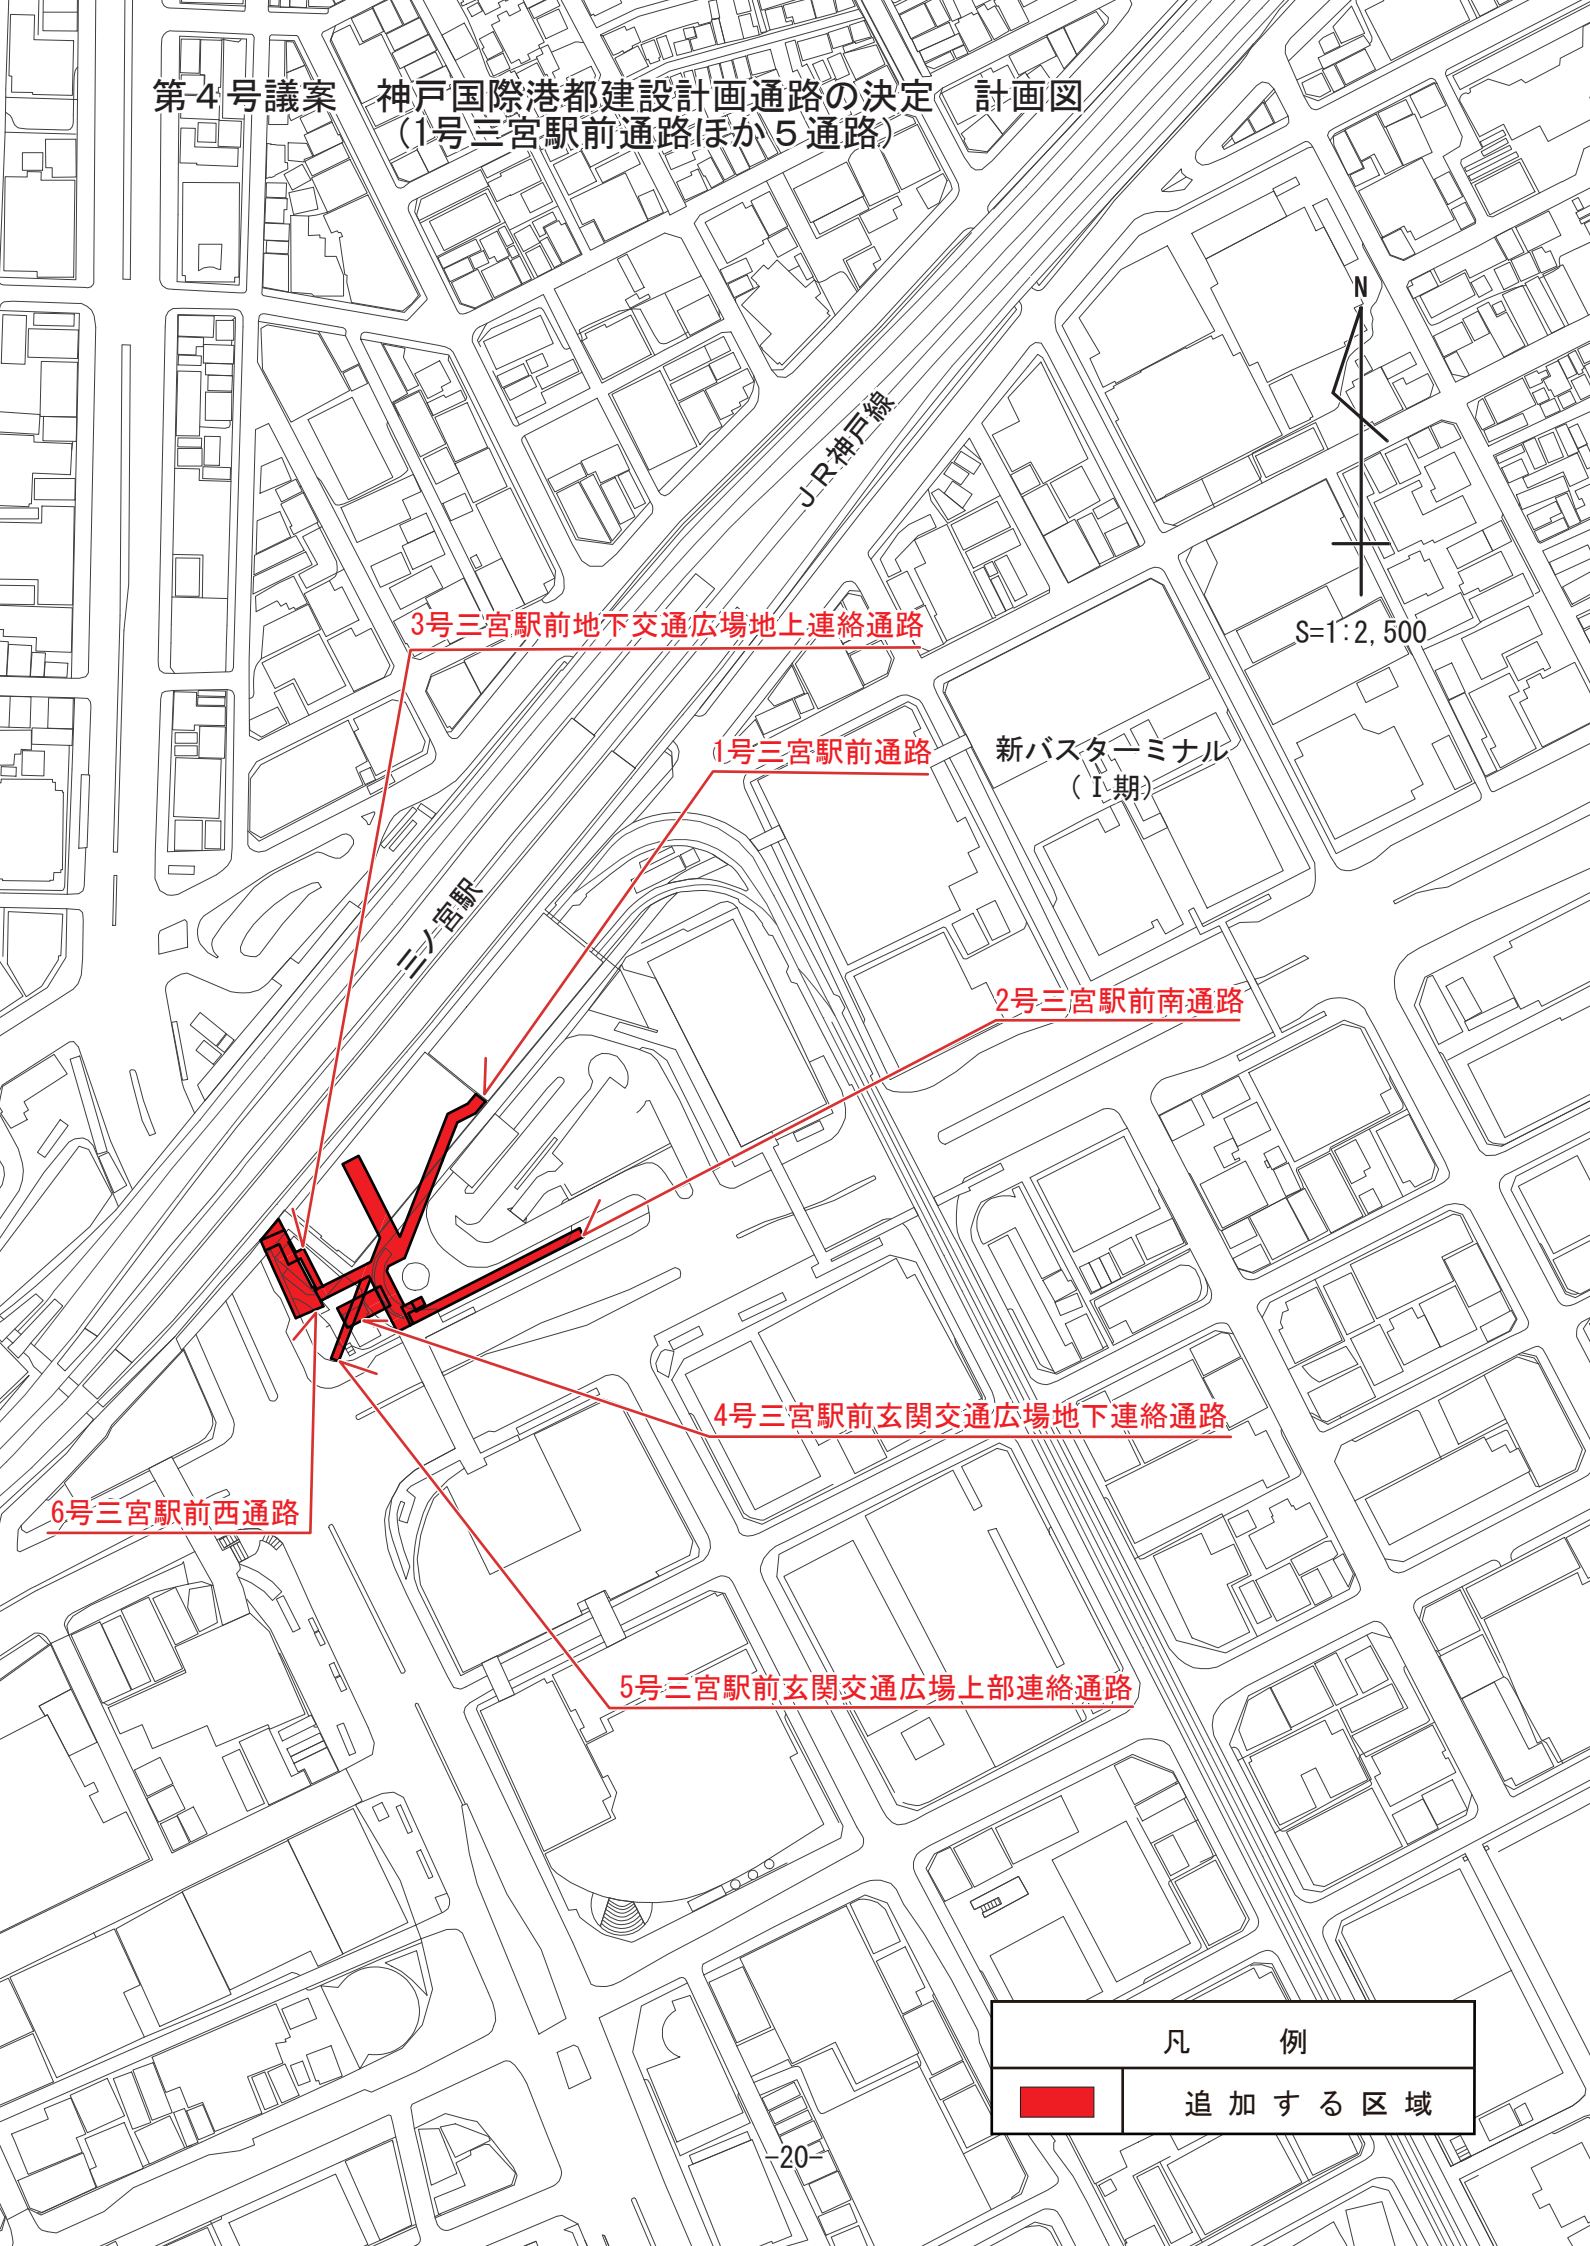 第４号議案　神戸国際港都建設計画通路の決定　計画図
（1号三宮駅前通路ほか５通路）
N
ＪＲ神戸線
3号三宮駅前地下交通広場地上連絡通路
S=1:2,500
1号三宮駅前通路
新バスターミナル
（Ⅰ期）
三ノ宮駅
2号三宮駅前南通路
4号三宮駅前玄関交通広場地下連絡通路
6号三宮駅前西通路
5号三宮駅前玄関交通広場上部連絡通路
凡　例
追加する区域
-20-